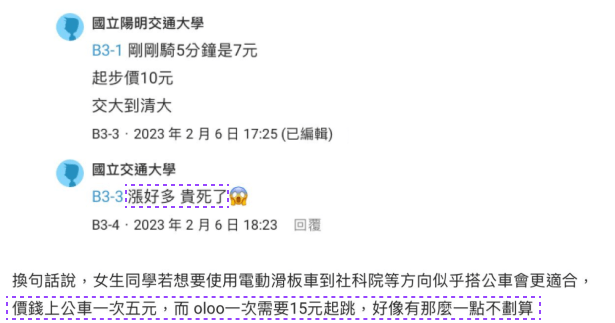 國立陽明交通大學
B3-1 剛剛騎5分鐘是7元
起步價10元
交大到清大
B3-3 · 2023 年 2 月 6 日 17:25 (已編輯)
國立交通大學
B3-3 漲好多 貴死了😱
B3-4 · 2023 年 2 月 6 日 18:23 回覆
換句話說，女生同學若想要使用電動滑板車到社科院等方向似乎搭公車會更適合，
價錢上公車一次五元，而 oloo一次需要15元起跳，好像有那麼一點不劃算